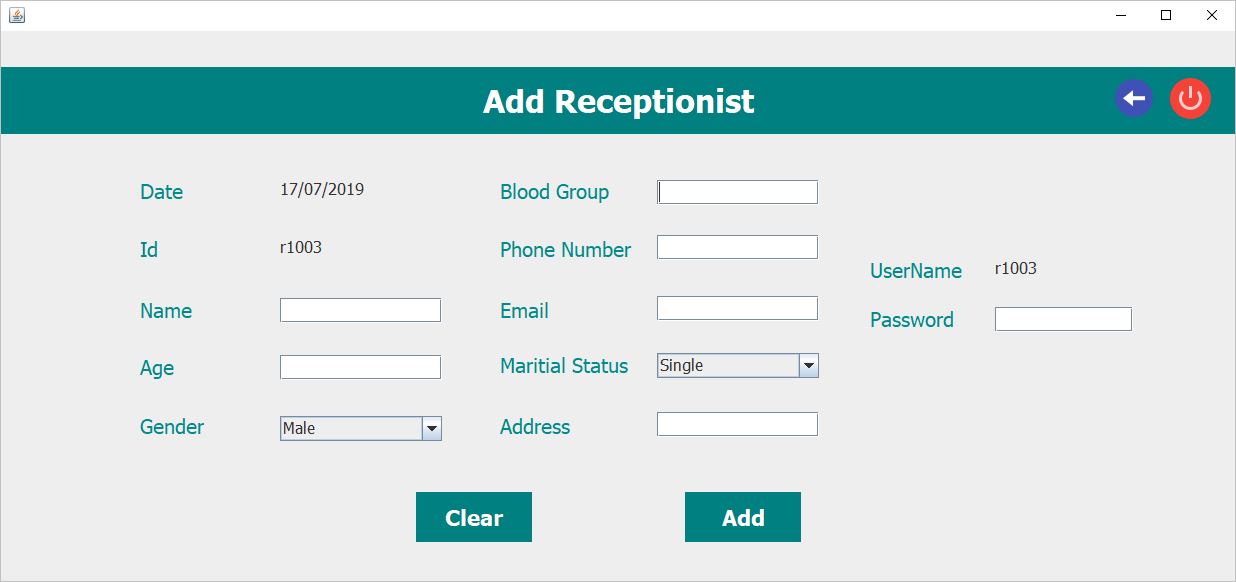 Add Receptionist
Date 17/07/2019
Id r1003
Name
Age
Gender Male
Blood Group
Phone Number
Email
Maritial Status Single
Address
UserName r1003
Password
Clear
Add